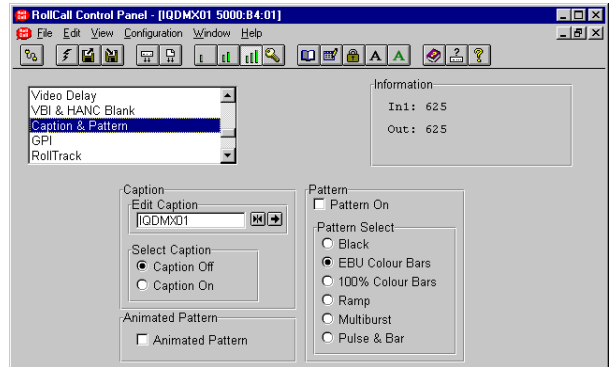 RollCall Control Panel - [IQDMX01 5000:B4:01]
File Edit View Configuration Window Help
A A
Video Delay
VBI & HANC Blank
Caption & Pattern
GPI
RollTrack
Information
In1: 625
Out: 625
Caption
Edit Caption
IQDMX01
Select Caption
Caption Off
Caption On
Animated Pattern
Animated Pattern
Pattern
Pattern On
Pattern Select
Black
EBU Colour Bars
100% Colour Bars
Ramp
Multiburst
Pulse & Bar